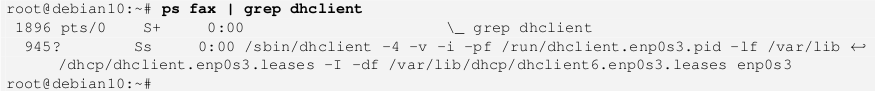 root@debian10:~# ps fax | grep dhclient
1896 pts/0 S+ 0:00 \_ grep dhclient
945? Ss 0:00 /sbin/dhclient -4 -v -i -pf /run/dhclient.enp0s3.pid -lf /var/lib ↩
/dhcp/dhclient.enp0s3.leases -I -df /var/lib/dhcp/dhclient6.enp0s3.leases enp0s3
root@debian10:~#